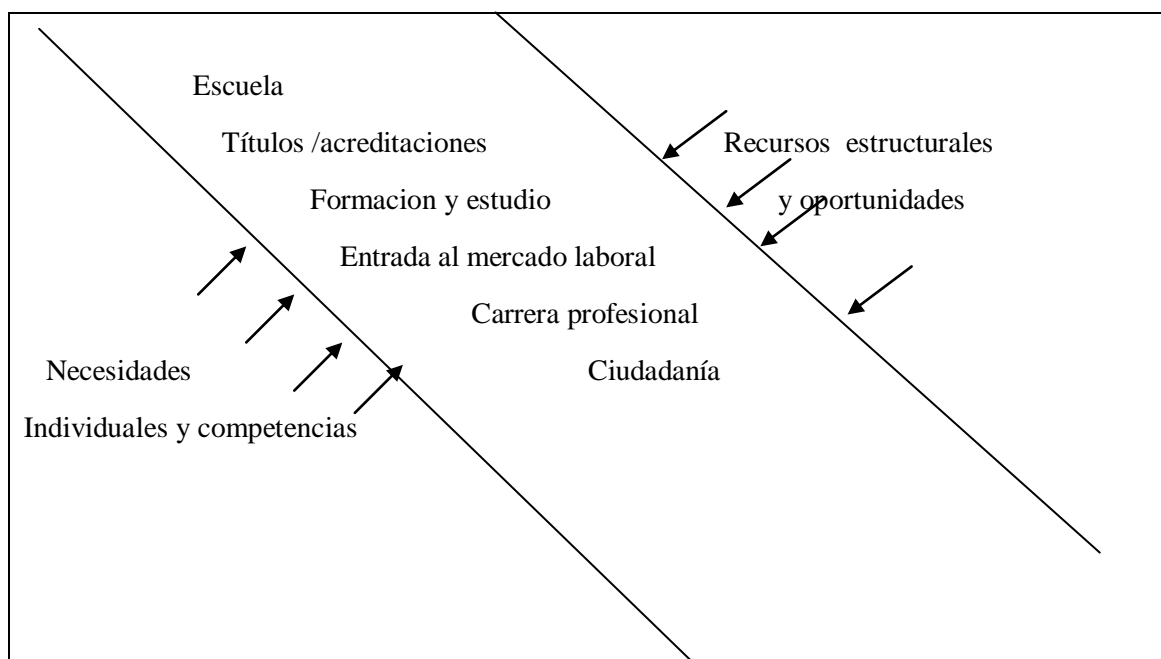 Escuela
Títulos /acreditaciones
Recursos estructurales
Formacion y estudio
y oportunidades
Entrada al mercado laboral
Carrera profesional
Necesidades
Ciudadanía
Individuales y competencias